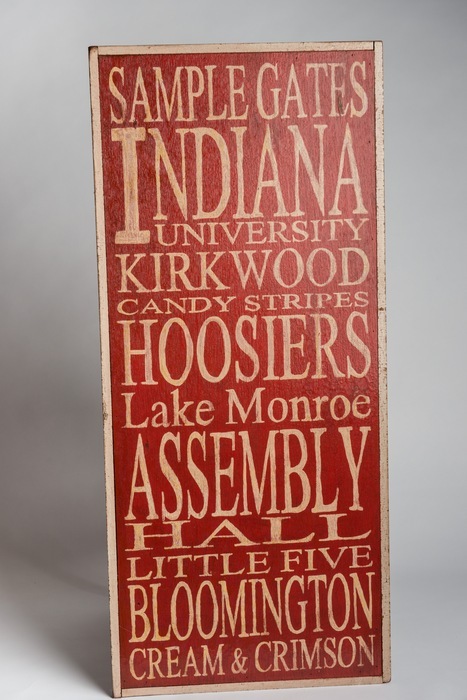 SAMPLE GATES
INDIANA
UNIVERSITY
KIRKWOOD
CANDY STRIPES
HOOSIERS
Lake Monroe
ASSEMBLY
HALL
LITTLE FIVE
BLOOMINGTON
CREAM & CRIMSON